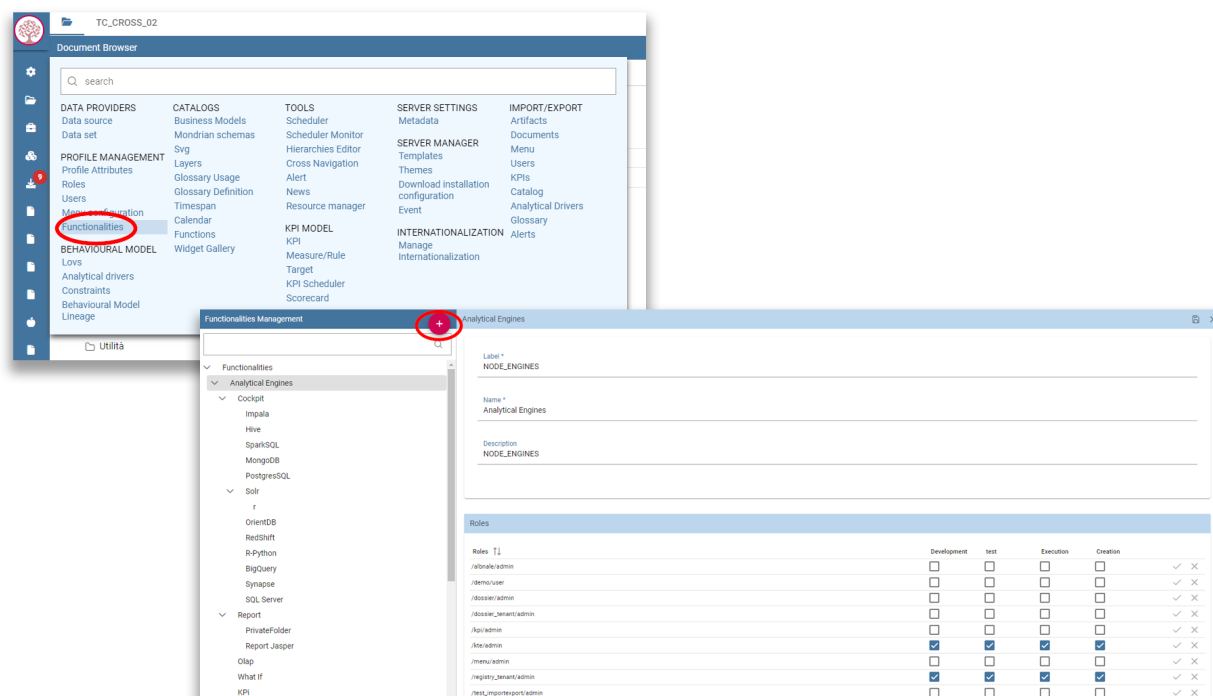 TC_CROSS_02
Document Browser
search
DATA PROVIDERS
Data source
Data set
PROFILE MANAGEMENT
Profile Attributes
Roles
Users
Menu configuration
Functionalities
BEHAVIOURAL MODEL
Lovs
Analytical drivers
Constraints
Behavioural Model
Lineage
CATALOGS
Business Models
Mondrian schemas
Svg
Layers
Glossary Usage
Glossary Definition
Timespan
Calendar
Functions
Widget Gallery
TOOLS
Scheduler
Scheduler Monitor
Hierarchies Editor
Cross Navigation
Alert
News
Resource manager
KPI MODEL
KPI
Measure/Rule
Target
KPI Scheduler
Scorecard
SERVER SETTINGS
Metadata
SERVER MANAGER
Templates
Themes
Download installation
configuration
Event
INTERNATIONALIZATION
Manage
Internationalization
IMPORT/EXPORT
Artifacts
Documents
Menu
Users
KPIs
Catalog
Analytical Drivers
Glossary
Alerts
9
Utilità
Functionalities Management
+
Functionalities
Analytical Engines
Cockpit
Impala
Hive
SparkSQL
MongoDB
PostgresSQL
Solr
r
OrientDB
RedShift
R-Python
BigQuery
Synapse
SQL Server
Report
PrivateFolder
Report Jasper
Olap
What If
KPi
Analytical Engines
Label *
NODE_ENGINES
Name *
Analytical Engines
Description
NODE_ENGINES
Roles
Roles Development test Execution Creation
/albnale/admin
/demo/user
/dossier/admin
/dossier_tenant/admin
/kpi/admin
/kte/admin
/menu/admin
/registry_tenant/admin
/test_importexport/admin